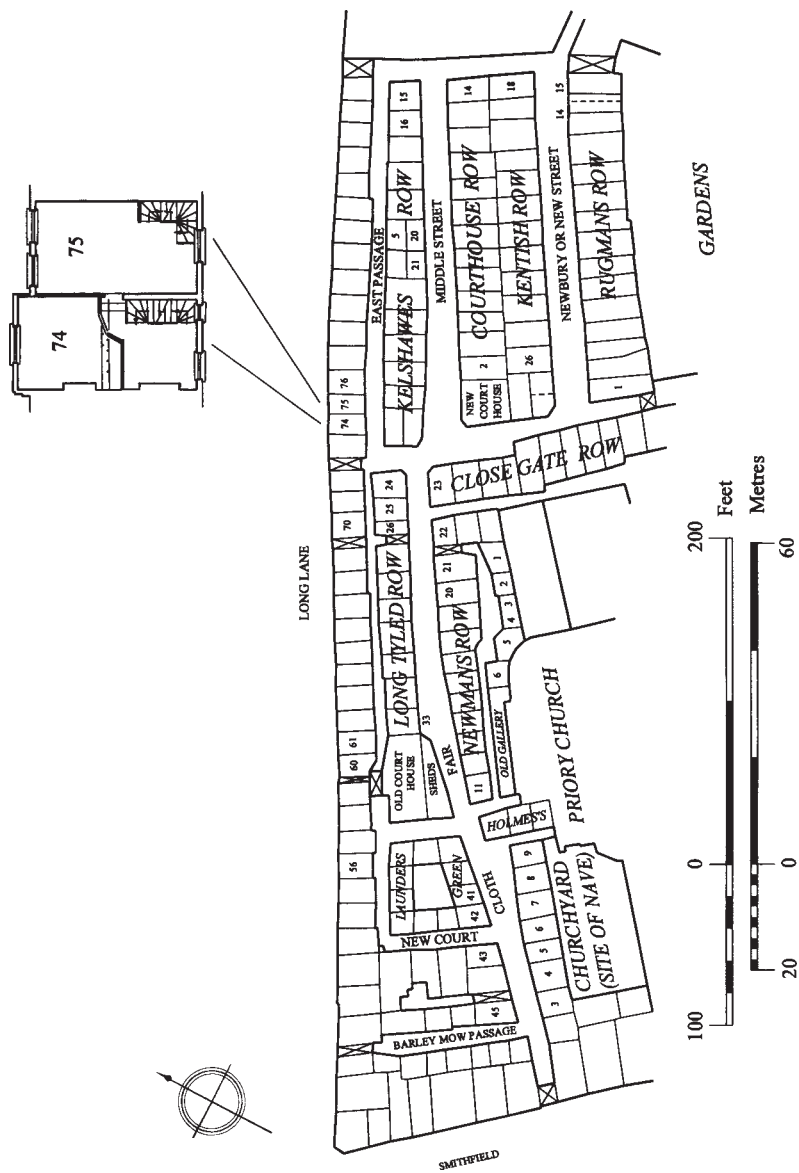 74
75
LONG LANE
56
60
61
70
74
75
76
EAST PASSAGE
KELSHAWES ROW
5
20
21
16
15
MIDDLE STREET
NEW COURT HOUSE
2
COURTHOUSE ROW
14
KENTISH ROW
26
18
NEWBURY OR NEW STREET
14
15
RUGMANS ROW
1
GARDENS
CLOSE GATE ROW
23
24
25
26
LONG TYLED ROW
33
OLD COURT HOUSE
SHEDS
CLOTH FAIR
NEWMANS ROW
11
20
21
22
1
2
3
4
5
6
OLD GALLERY
HOLMES'S
PRIORY CHURCH
LAUNDERS GREEN
41
42
NEW COURT
43
45
BARLEY MOW PASSAGE
3
4
5
6
7
8
9
CHURCHYARD
(SITE OF NAVE)
SMITHFIELD
100
0
200
Feet
20
0
60
Metres